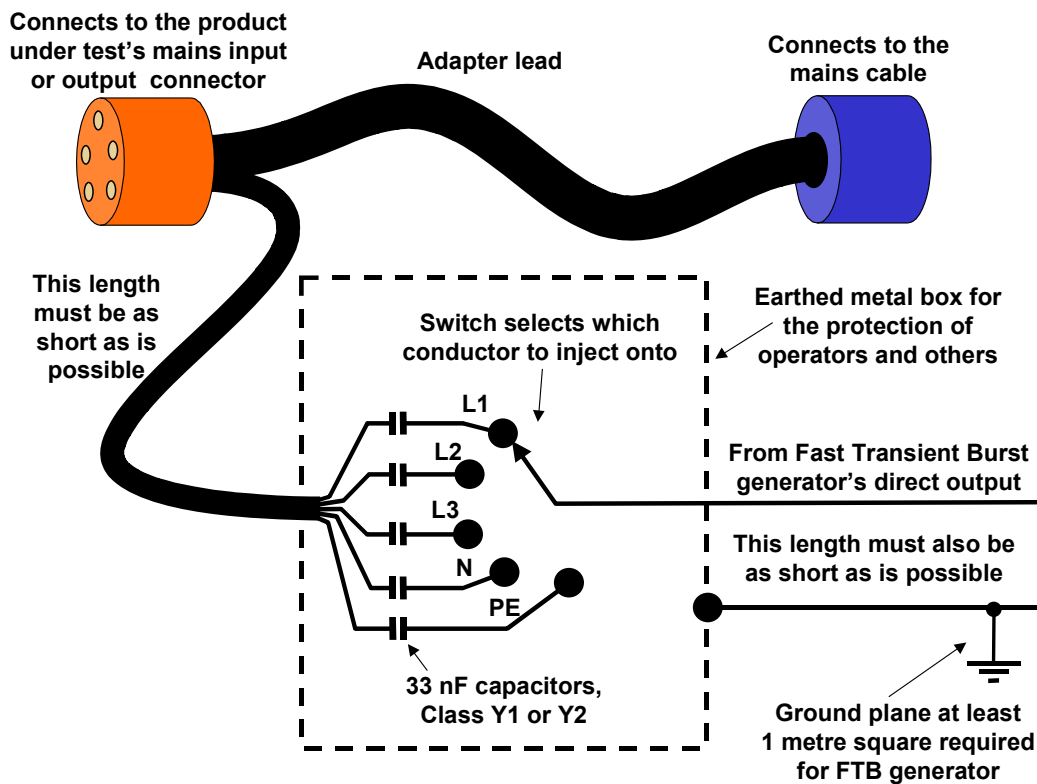 Connects to the product
under test's mains input
or output connector
Adapter lead
Connects to the
mains cable
This length
must be as
short as is
possible
Switch selects which
conductor to inject onto
Earthed metal box for
the protection of
operators and others
L1
L2
L3
N
PE
From Fast Transient Burst
generator's direct output
This length must also be
as short as is possible
33 nF capacitors,
Class Y1 or Y2
Ground plane at least
1 metre square required
for FTB generator